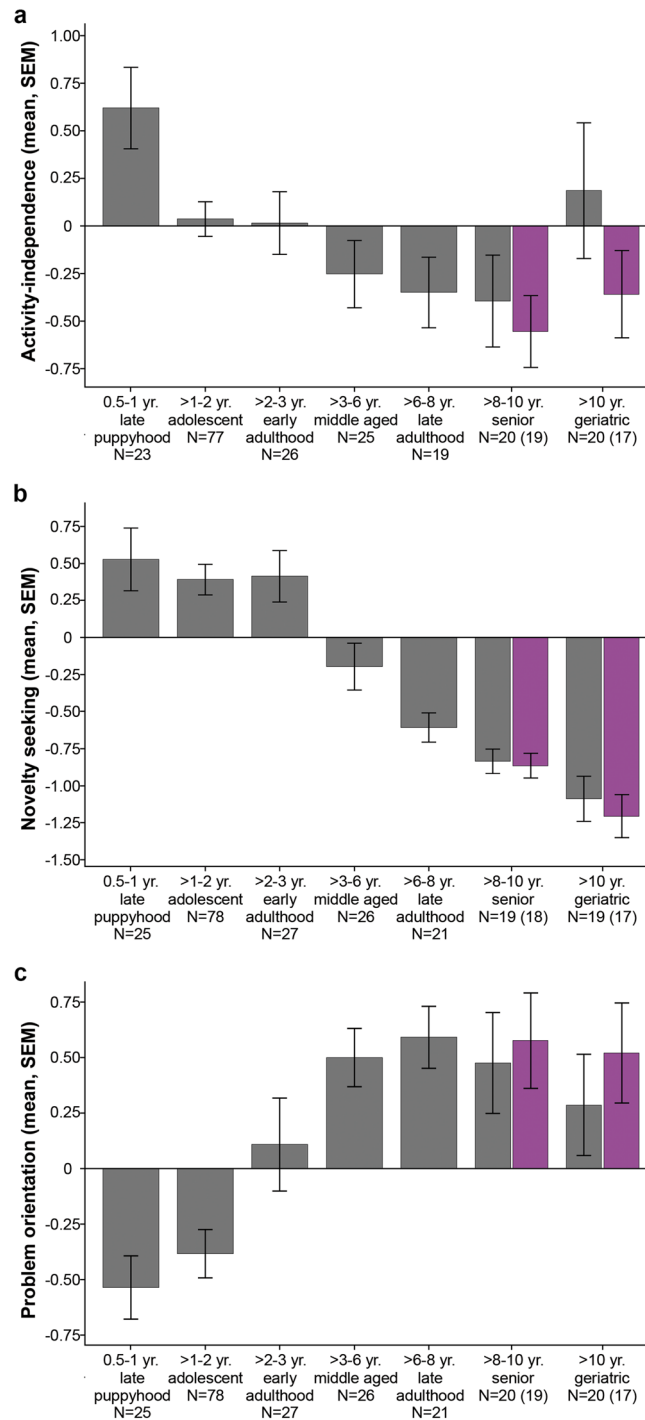 a
Activity-independence (mean, SEM)
1.00
0.75
0.50
0.25
0
-0.25
-0.50
-0.75
0.5-1 yr. >1-2 yr. >2-3 yr. >3-6 yr. >6-8 yr. >8-10 yr. >10 yr.
late adolescent early middle aged late senior geriatric
puppyhood N=77 adulthood N=25 adulthood N=20 (19) N=20 (17)
N=23 N=26 N=19
b
Novelty seeking (mean, SEM)
0.75
0.50
0.25
0
-0.25
-0.50
-0.75
-1.00
-1.25
-1.50
0.5-1 yr. >1-2 yr. >2-3 yr. >3-6 yr. >6-8 yr. >8-10 yr. >10 yr.
late adolescent early middle aged late senior geriatric
puppyhood N=78 adulthood N=26 adulthood N=19 (18) N=19 (17)
N=25 N=27 N=21
c
Problem orientation (mean, SEM)
0.75
0.50
0.25
0
-0.25
-0.50
-0.75
0.5-1 yr. >1-2 yr. >2-3 yr. >3-6 yr. >6-8 yr. >8-10 yr. >10 yr.
late adolescent early middle aged late senior geriatric
puppyhood N=78 adulthood N=26 adulthood N=20 (19) N=20 (17)
N=25 N=27 N=21